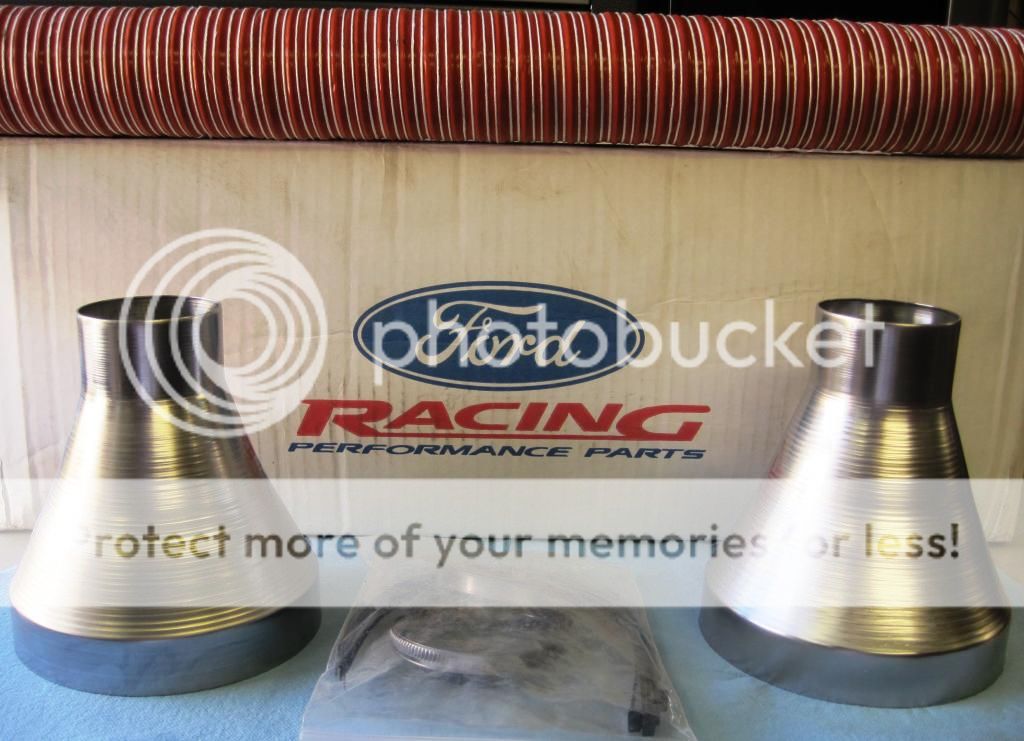 Ford
photobucket
RACING
PERFORMANCE PARTS
Protect more of your memories for less!